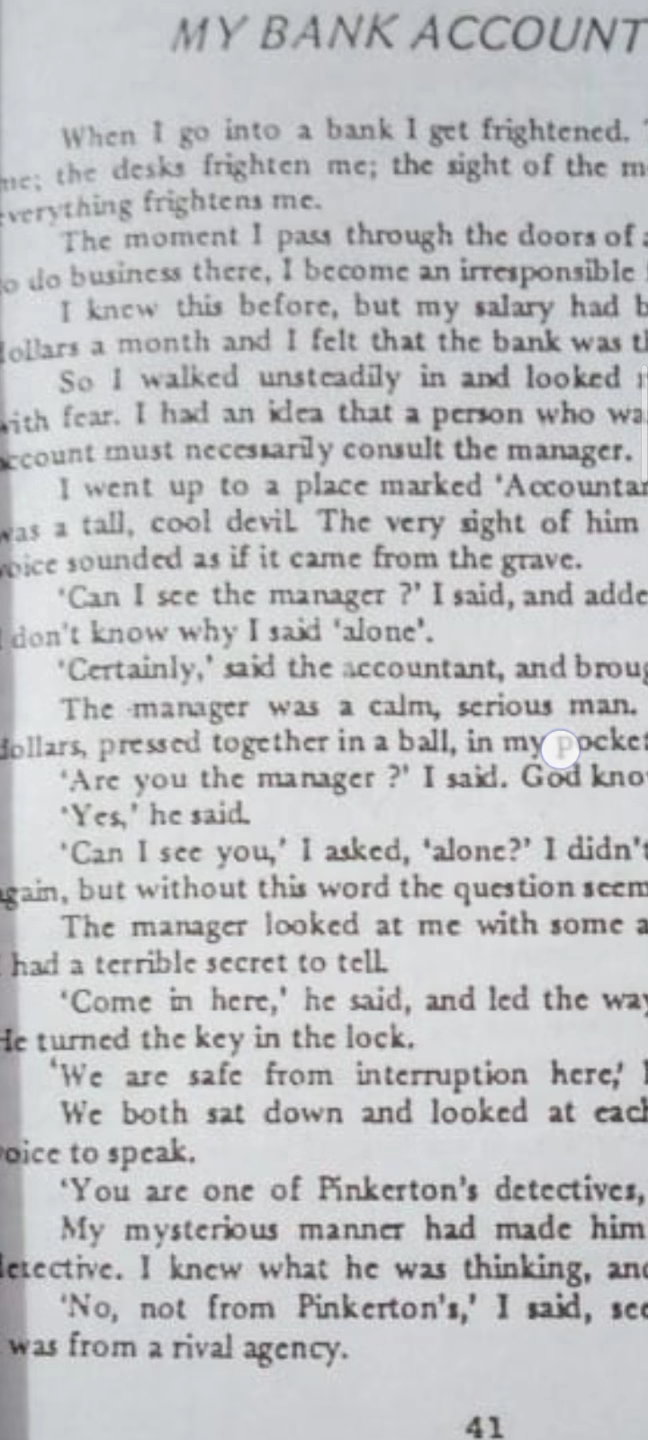 MY BANK ACCOUNT
When I go into a bank I get frightened.
me; the desks frighten me; the sight of the m
everything frightens me.
The moment I pass through the doors of a
to do business there, I become an irresponsible
I knew this before, but my salary had b
dollars a month and I felt that the bank was th
So I walked unsteadily in and looked r
with fear. I had an idea that a person who wa
account must necessarily consult the manager.
I went up to a place marked 'Accountan
was a tall, cool devil. The very sight of him
voice sounded as if it came from the grave.
'Can I see the manager ?' I said, and adde
I don't know why I said 'alone'.
'Certainly,' said the accountant, and broug
The manager was a calm, serious man.
dollars, pressed together in a ball, in my pocket
'Are you the manager ?' I said. God kno
'Yes,' he said.
'Can I see you,' I asked, 'alone?' I didn't
again, but without this word the question seem
The manager looked at me with some a
I had a terrible secret to tell.
'Come in here,' he said, and led the way
He turned the key in the lock.
'We are safe from interruption here,'
We both sat down and looked at each
voice to speak.
'You are one of Pinkerton's detectives,
My mysterious manner had made him
detective. I knew what he was thinking, and
'No, not from Pinkerton's,' I said, see
was from a rival agency.
41